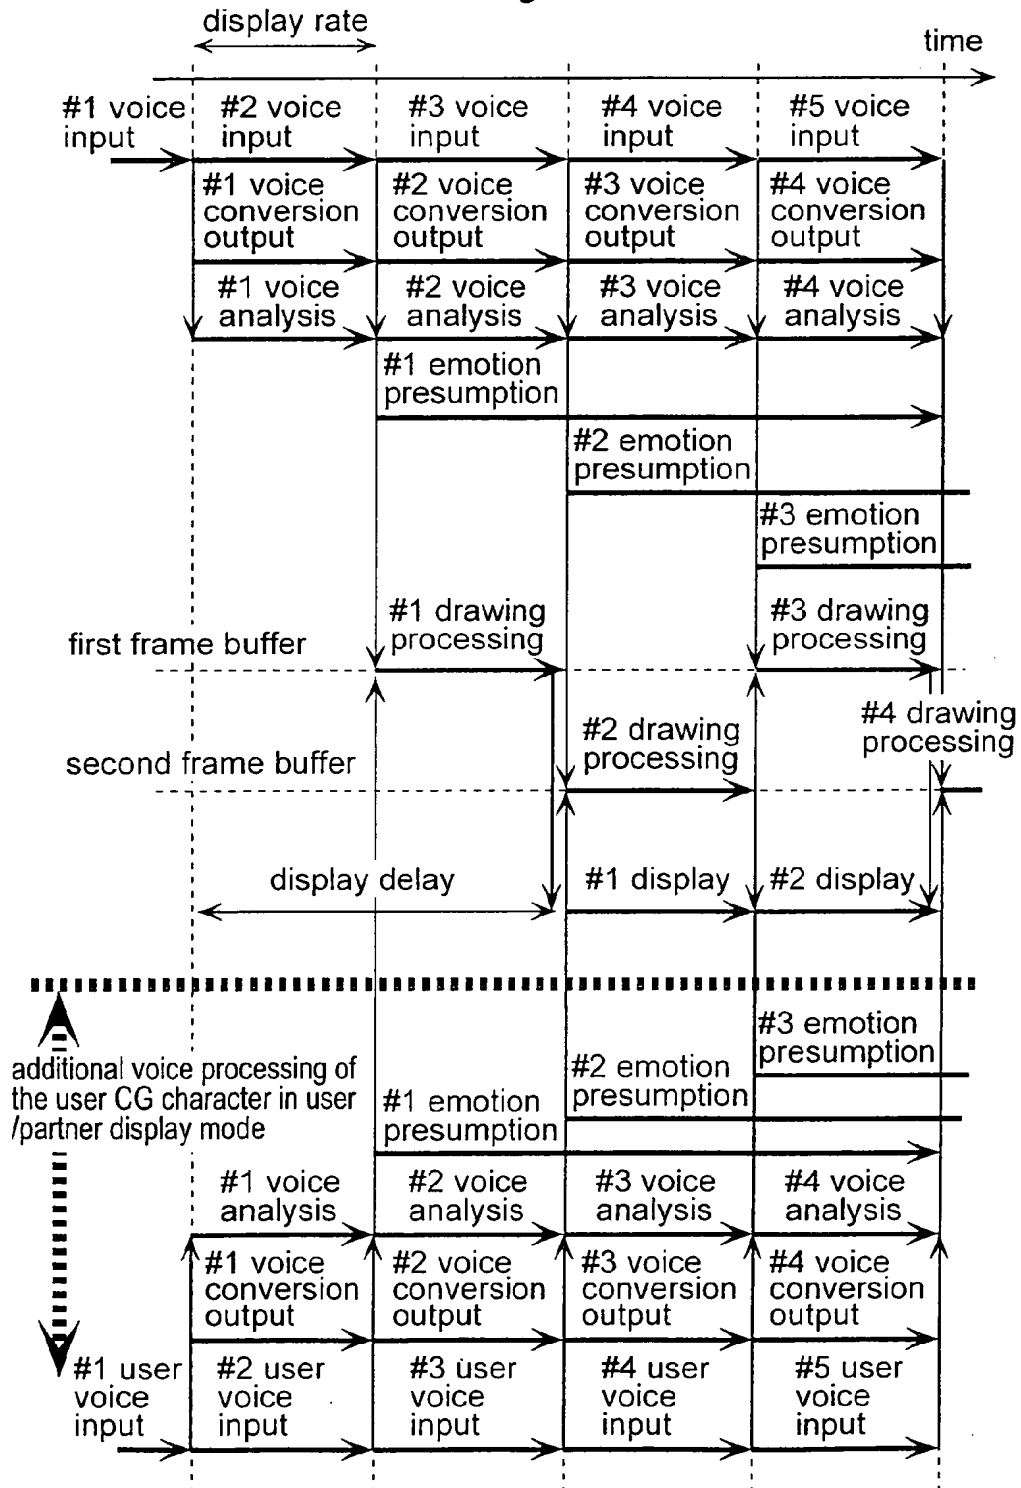 display rate
time
#1 voice
input
#2 voice
input
#3 voice
input
#4 voice
input
#5 voice
input
#1 voice
conversion
output
#2 voice
conversion
output
#3 voice
conversion
output
#4 voice
conversion
output
#1 voice
analysis
#2 voice
analysis
#3 voice
analysis
#4 voice
analysis
#1 emotion
presumption
#2 emotion
presumption
#3 emotion
presumption
#1 drawing
processing
#3 drawing
processing
first frame buffer
#2 drawing
processing
#4 drawing
processing
second frame buffer
display delay
#1 display
#2 display
additional voice processing of
the user CG character in user
/partner display mode
#3 emotion
presumption
#2 emotion
presumption
#1 emotion
presumption
#1 voice
analysis
#2 voice
analysis
#3 voice
analysis
#4 voice
analysis
#1 voice
conversion
output
#2 voice
conversion
output
#3 voice
conversion
output
#4 voice
conversion
output
#1 user
voice
input
#2 user
voice
input
#3 user
voice
input
#4 user
voice
input
#5 user
voice
input